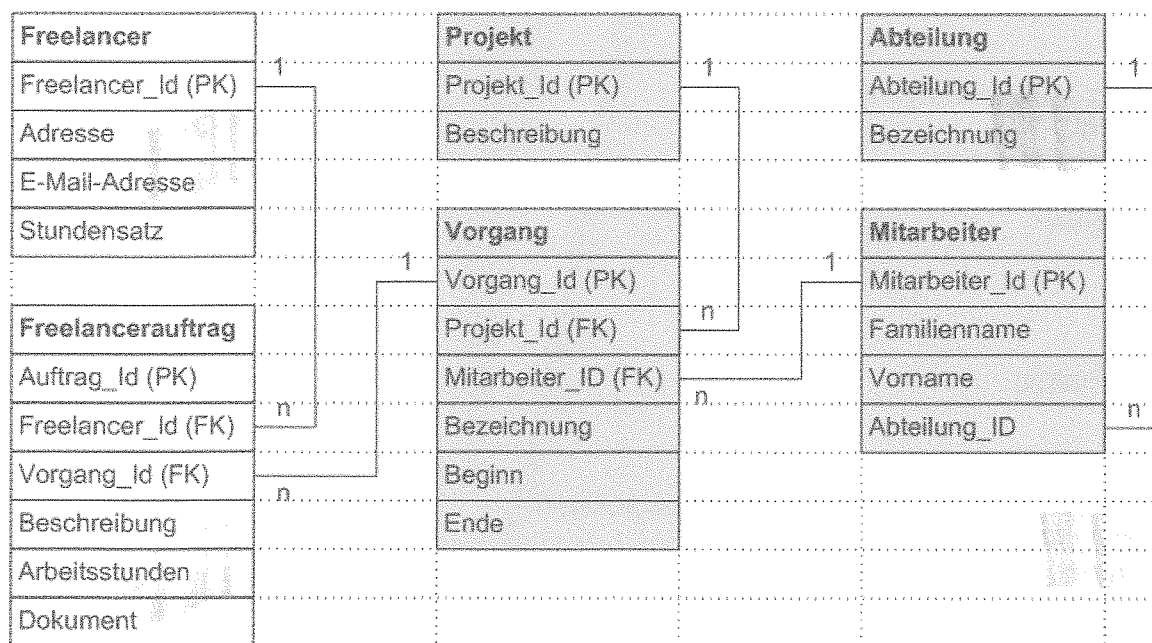 Freelancer
Freelancer_Id (PK)
Adresse
E-Mail-Adresse
Stundensatz
1
Freelancerauftrag
Auftrag_Id (PK)
Freelancer_Id (FK)
n
Vorgang_Id (FK)
n
Beschreibung
Arbeitsstunden
Dokument
Projekt
Projekt_Id (PK)
1
Beschreibung
Vorgang
1
Vorgang_Id (PK)
Projekt_Id (FK)
n
Mitarbeiter_ID (FK)
n
Bezeichnung
Beginn
Ende
Abteilung
Abteilung_Id (PK)
1
Bezeichnung
Mitarbeiter
1
Mitarbeiter_Id (PK)
Familienname
Vorname
Abteilung_ID
n